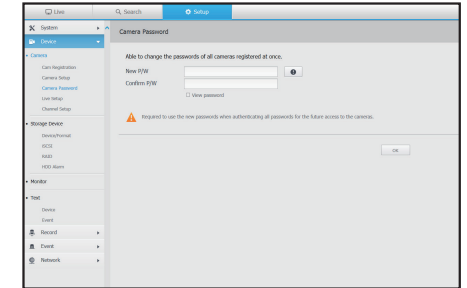 Live
Search
Setup
System
Device
Camera
Cam Registration
Camera Setup
Camera Password
Live Setup
Channel Setup
Storage Device
Device/Format
iSCSI
RAID
HDD Alarm
Monitor
Text
Device
Event
Record
Event
Network
Camera Password
Able to change the passwords of all cameras registered at once.
New P/W
Confirm P/W
View password
Required to use the new passwords when authenticating all passwords for the future access to the cameras.
OK